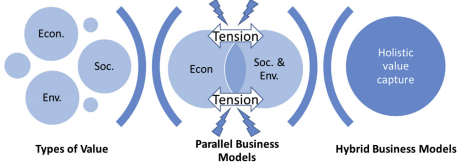 Econ.
Soc.
Env.
Types of Value
Tension
Econ
Soc. &
Env.
Tension
Parallel Business
Models
Holistic
value
capture
Hybrid Business Models